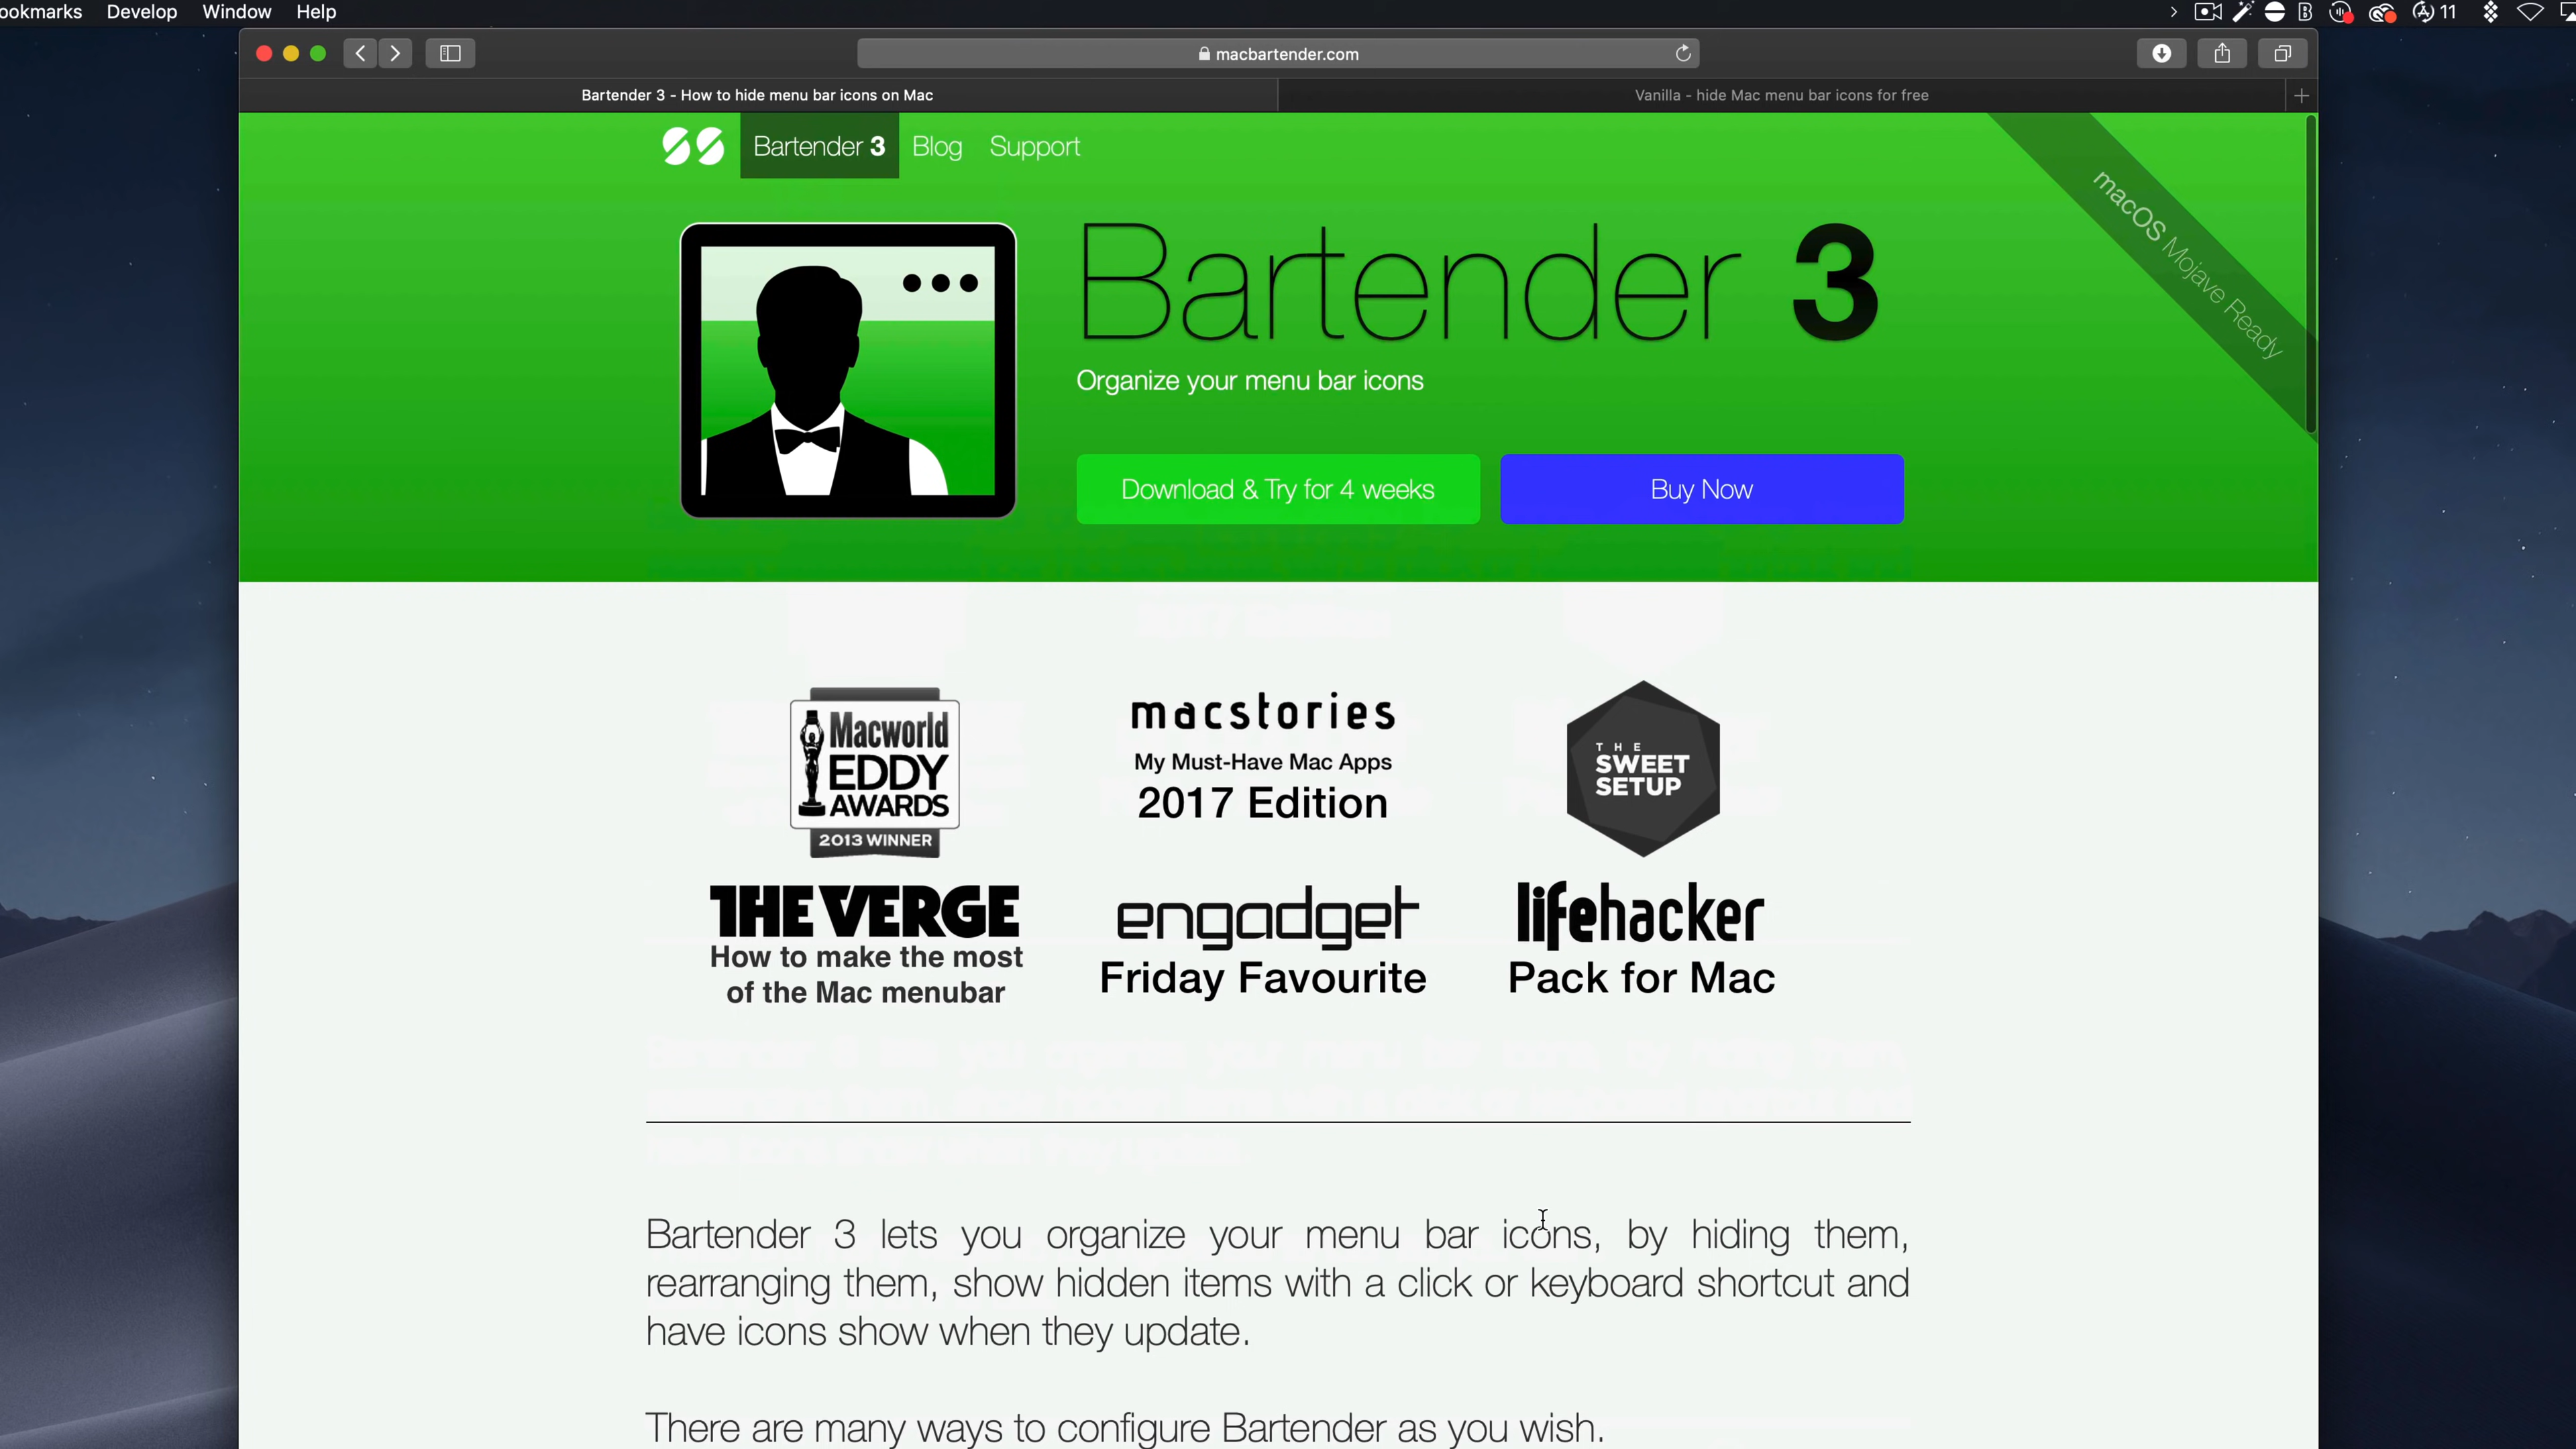 ookmarks Develop Window Help
11
macbartender.com
Bartender 3 - How to hide menu bar icons on Mac
Vanilla - hide Mac menu bar icons for free
Bartender 3 Blog Support
macOS Mojave Ready
Bartender 3
Organize your menu bar icons
Download & Try for 4 weeks
Buy Now
Macworld
EDDY
AWARDS
2013 WINNER
macstories
My Must-Have Mac Apps
2017 Edition
THE
SWEET
SETUP
THE VERGE
How to make the most
of the Mac menubar
engadget
Friday Favourite
lifehacker
Pack for Mac
Bartender 3 lets you organize your menu bar icons, by hiding them,
rearranging them, show hidden items with a click or keyboard shortcut and
have icons show when they update.
There are many ways to configure Bartender as you wish.